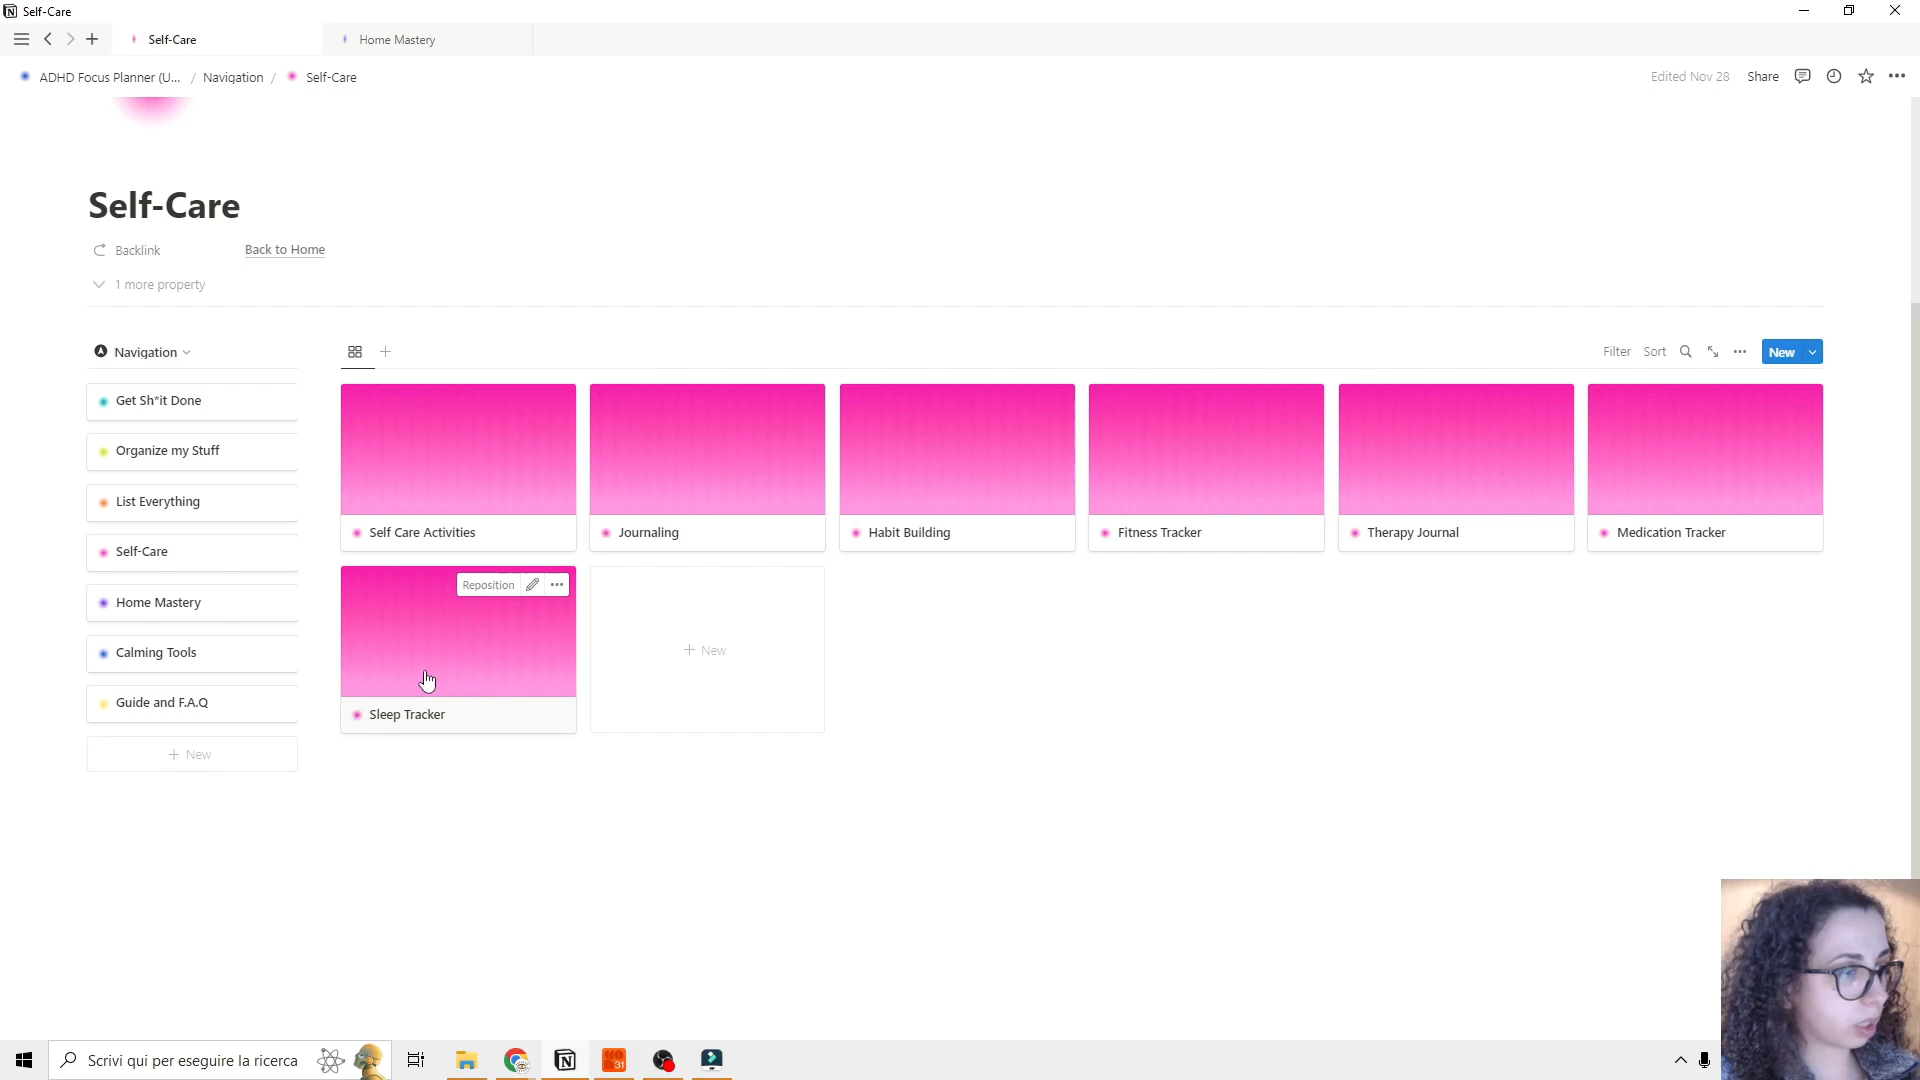 Self-Care
Self-Care
Home Mastery
ADHD Focus Planner (U... / Navigation / Self-Care
Edited Nov 28 Share
Self-Care
Backlink Back to Home
1 more property
Navigation
Filter Sort New
Get Sh*it Done
Organize my Stuff
List Everything
Self-Care
Home Mastery
Calming Tools
Guide and F.A.Q
+ New
Self Care Activities
Journaling
Habit Building
Fitness Tracker
Therapy Journal
Medication Tracker
Reposition
Sleep Tracker
+ New
Scrivi qui per eseguire la ricerca
31